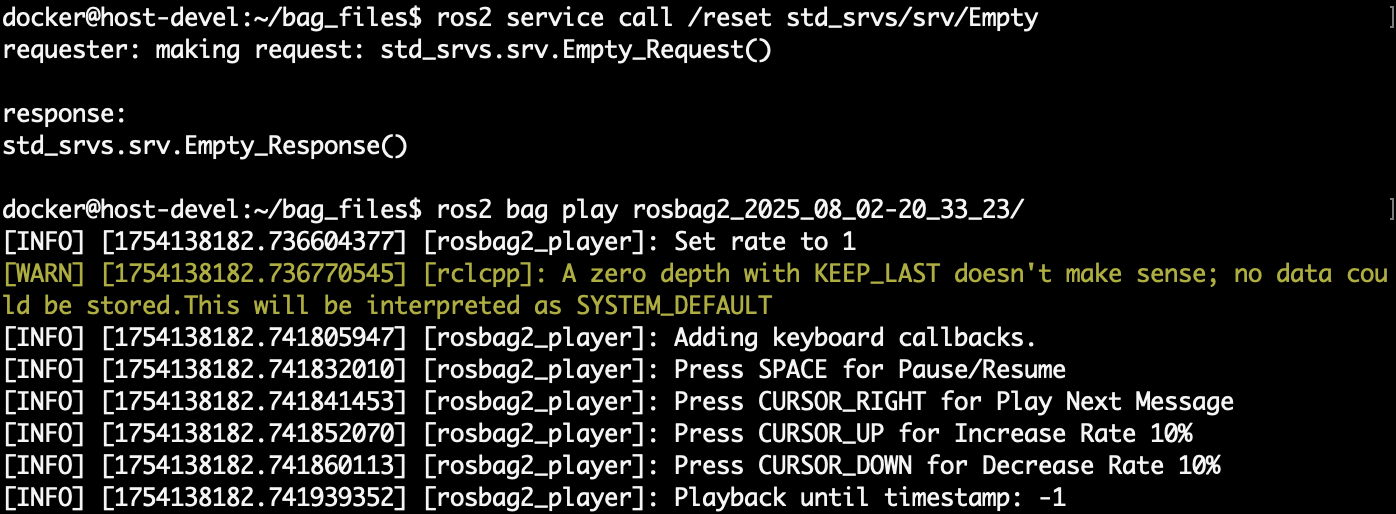 docker@host-devel:~/bag_files$ ros2 service call /reset std_srvs/srv/Empty
requester: making request: std_srvs.srv.Empty_Request()
response:
std_srvs.srv.Empty_Response()
docker@host-devel:~/bag_files$ ros2 bag play rosbag2_2025_08_02-20_33_23/
[INFO] [1754138182.736604377] [rosbag2_player]: Set rate to 1
[WARN] [1754138182.736770545] [rclcpp]: A zero depth with KEEP_LAST doesn't make sense; no data cou
ld be stored.This will be interpreted as SYSTEM_DEFAULT
[INFO] [1754138182.741805947] [rosbag2_player]: Adding keyboard callbacks.
[INFO] [1754138182.741832010] [rosbag2_player]: Press SPACE for Pause/Resume
[INFO] [1754138182.741841453] [rosbag2_player]: Press CURSOR_RIGHT for Play Next Message
[INFO] [1754138182.741852070] [rosbag2_player]: Press CURSOR_UP for Increase Rate 10%
[INFO] [1754138182.741860113] [rosbag2_player]: Press CURSOR_DOWN for Decrease Rate 10%
[INFO] [1754138182.741939352] [rosbag2_player]: Playback until timestamp: -1